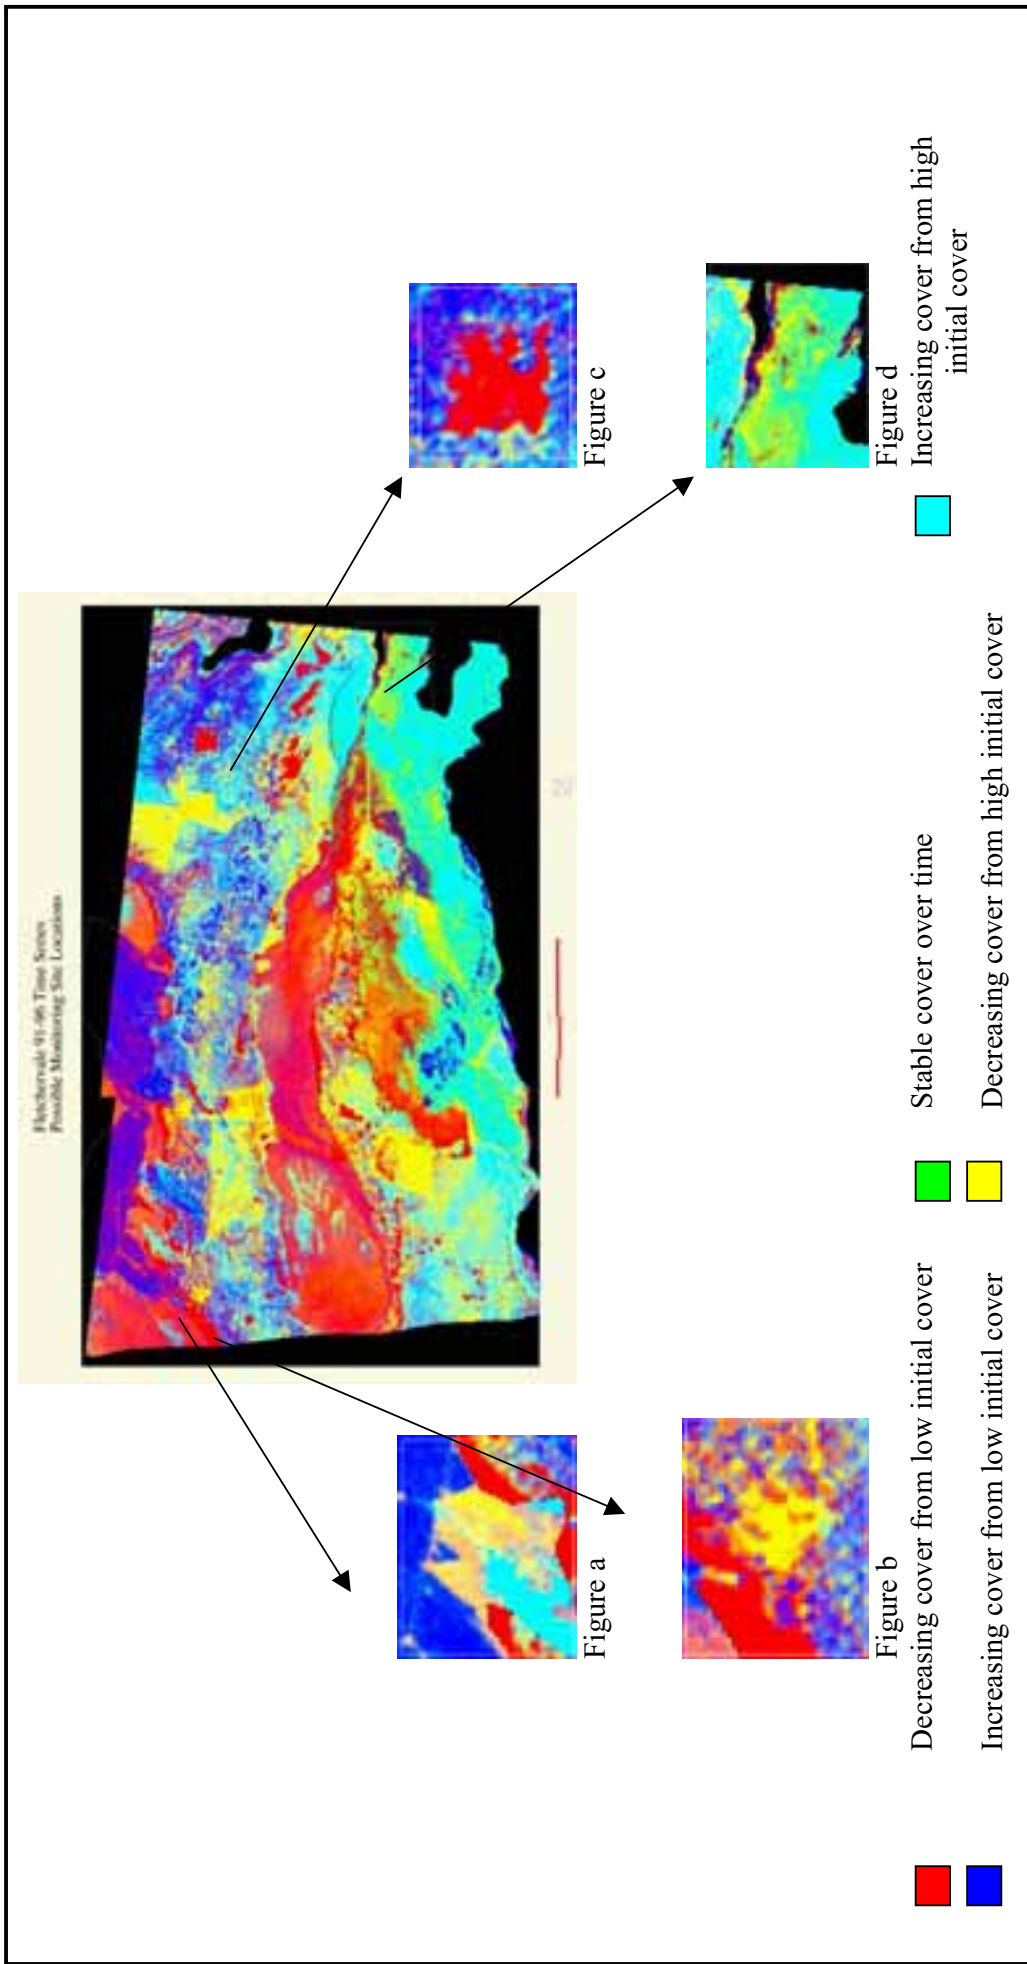 Fletchervale 91-96 Time Series
Possible Monitoring Site Locations
Figure a
Figure c
Figure b
Figure d
Decreasing cover from low initial cover
Stable cover over time
Increasing cover from high
initial cover
Increasing cover from low initial cover
Decreasing cover from high initial cover